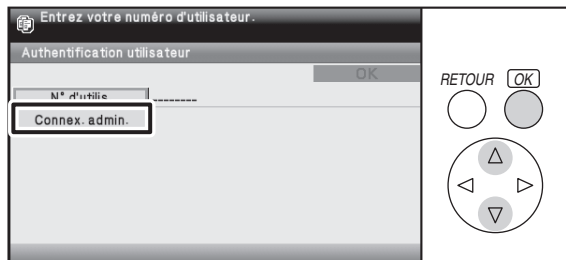 Entrez votre numéro d'utilisateur.
Authentification utilisateur
OK
N° d'utilis.
--------
Connex. admin.
RETOUR OK